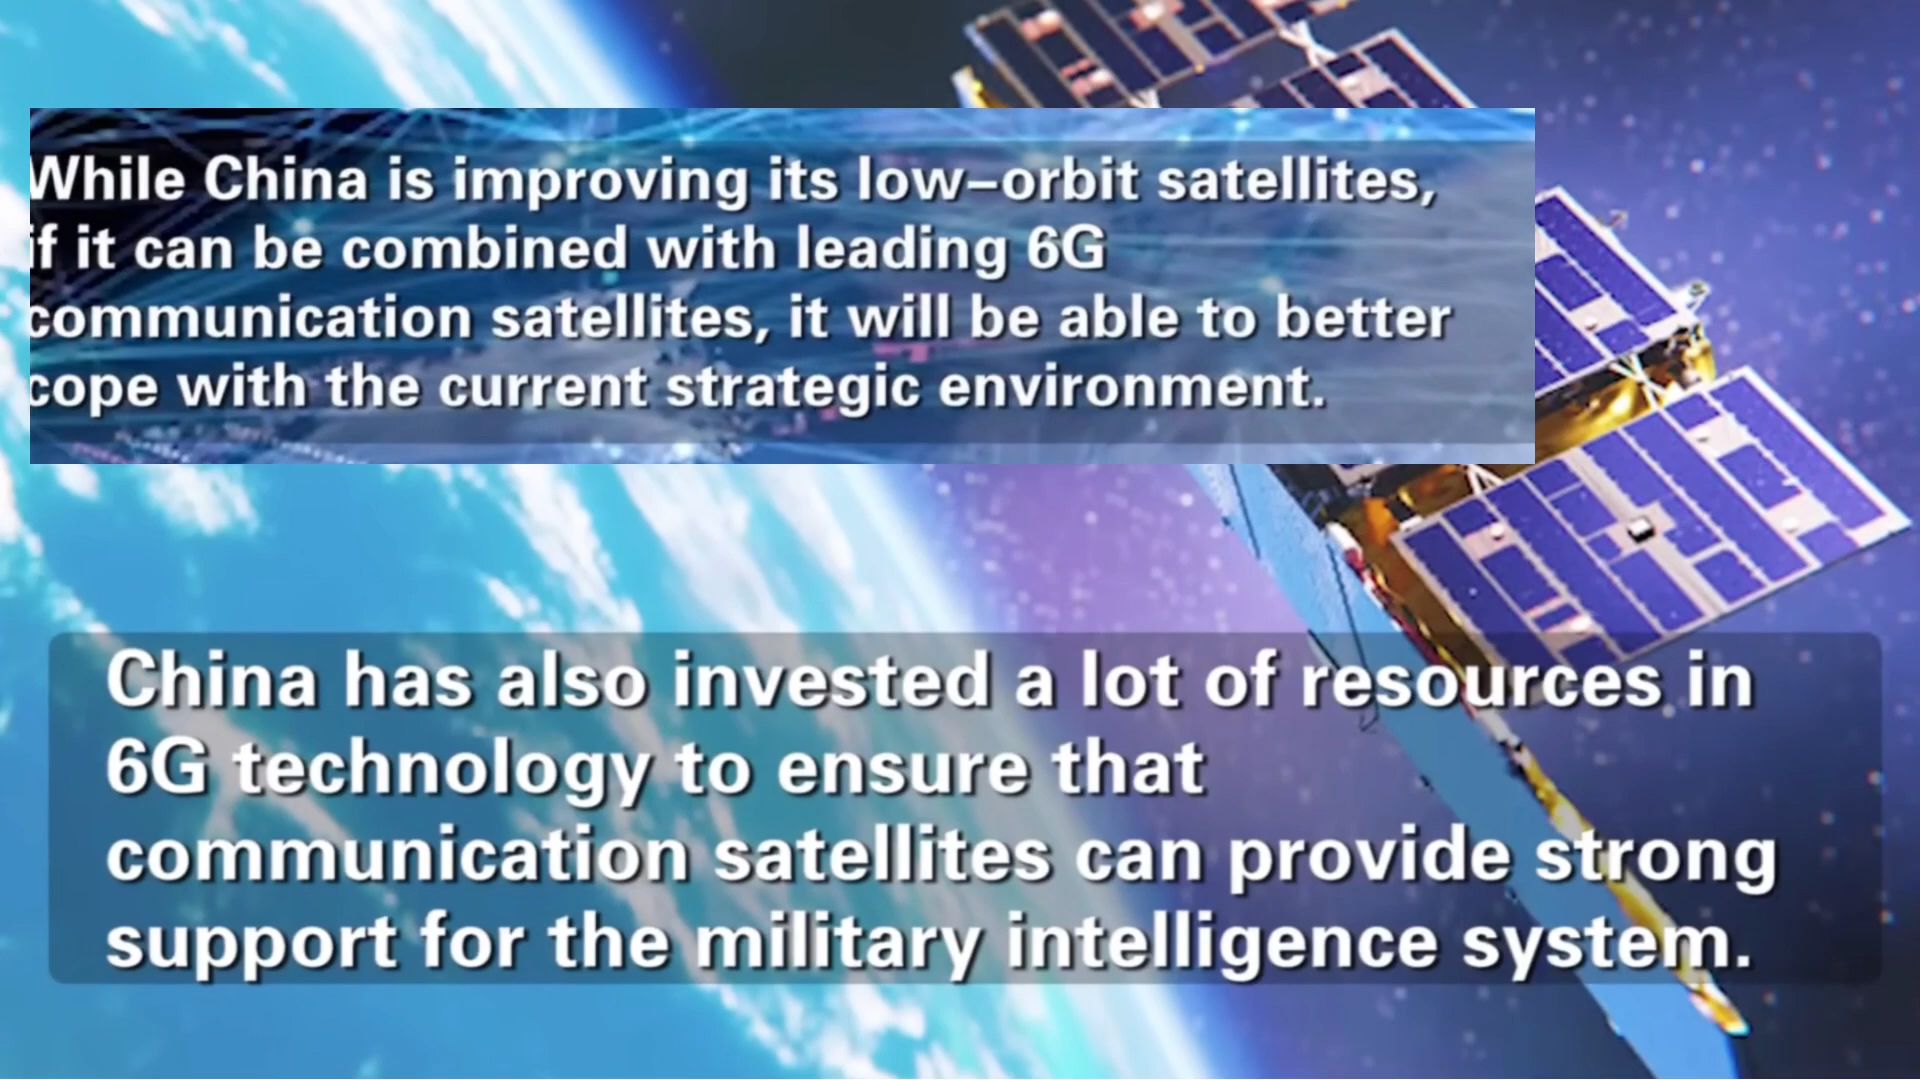 While China is improving its low-orbit satellites,
if it can be combined with leading 6G
communication satellites, it will be able to better
cope with the current strategic environment.
China has also invested a lot of resources in
6G technology to ensure that
communication satellites can provide strong
support for the military intelligence system.